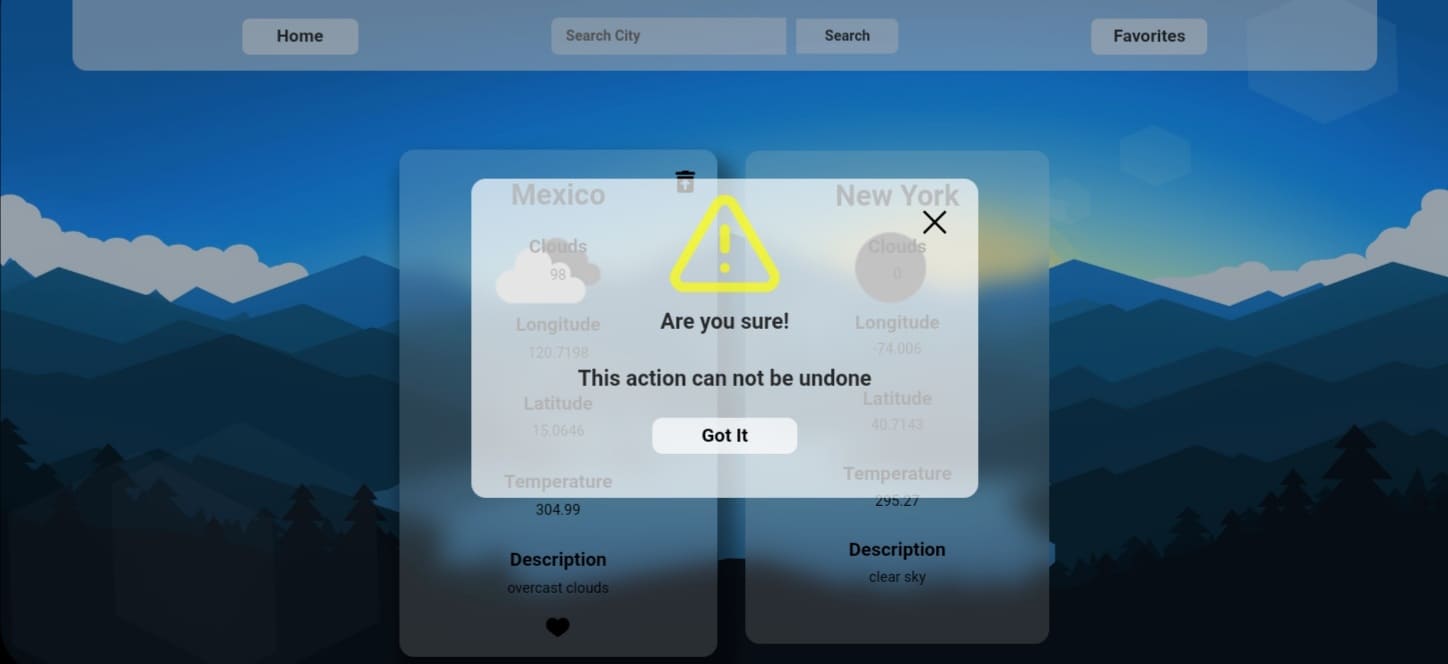 Home
Search City
Search
Favorites
Mexico
Clouds
98
Longitude
120.7198
Latitude
15.0646
Temperature
304.99
Description
overcast clouds
New York
Clouds
0
Longitude
-74.006
Latitude
40.7143
Temperature
295.27
Description
clear sky
Are you sure!
This action can not be undone
Got It